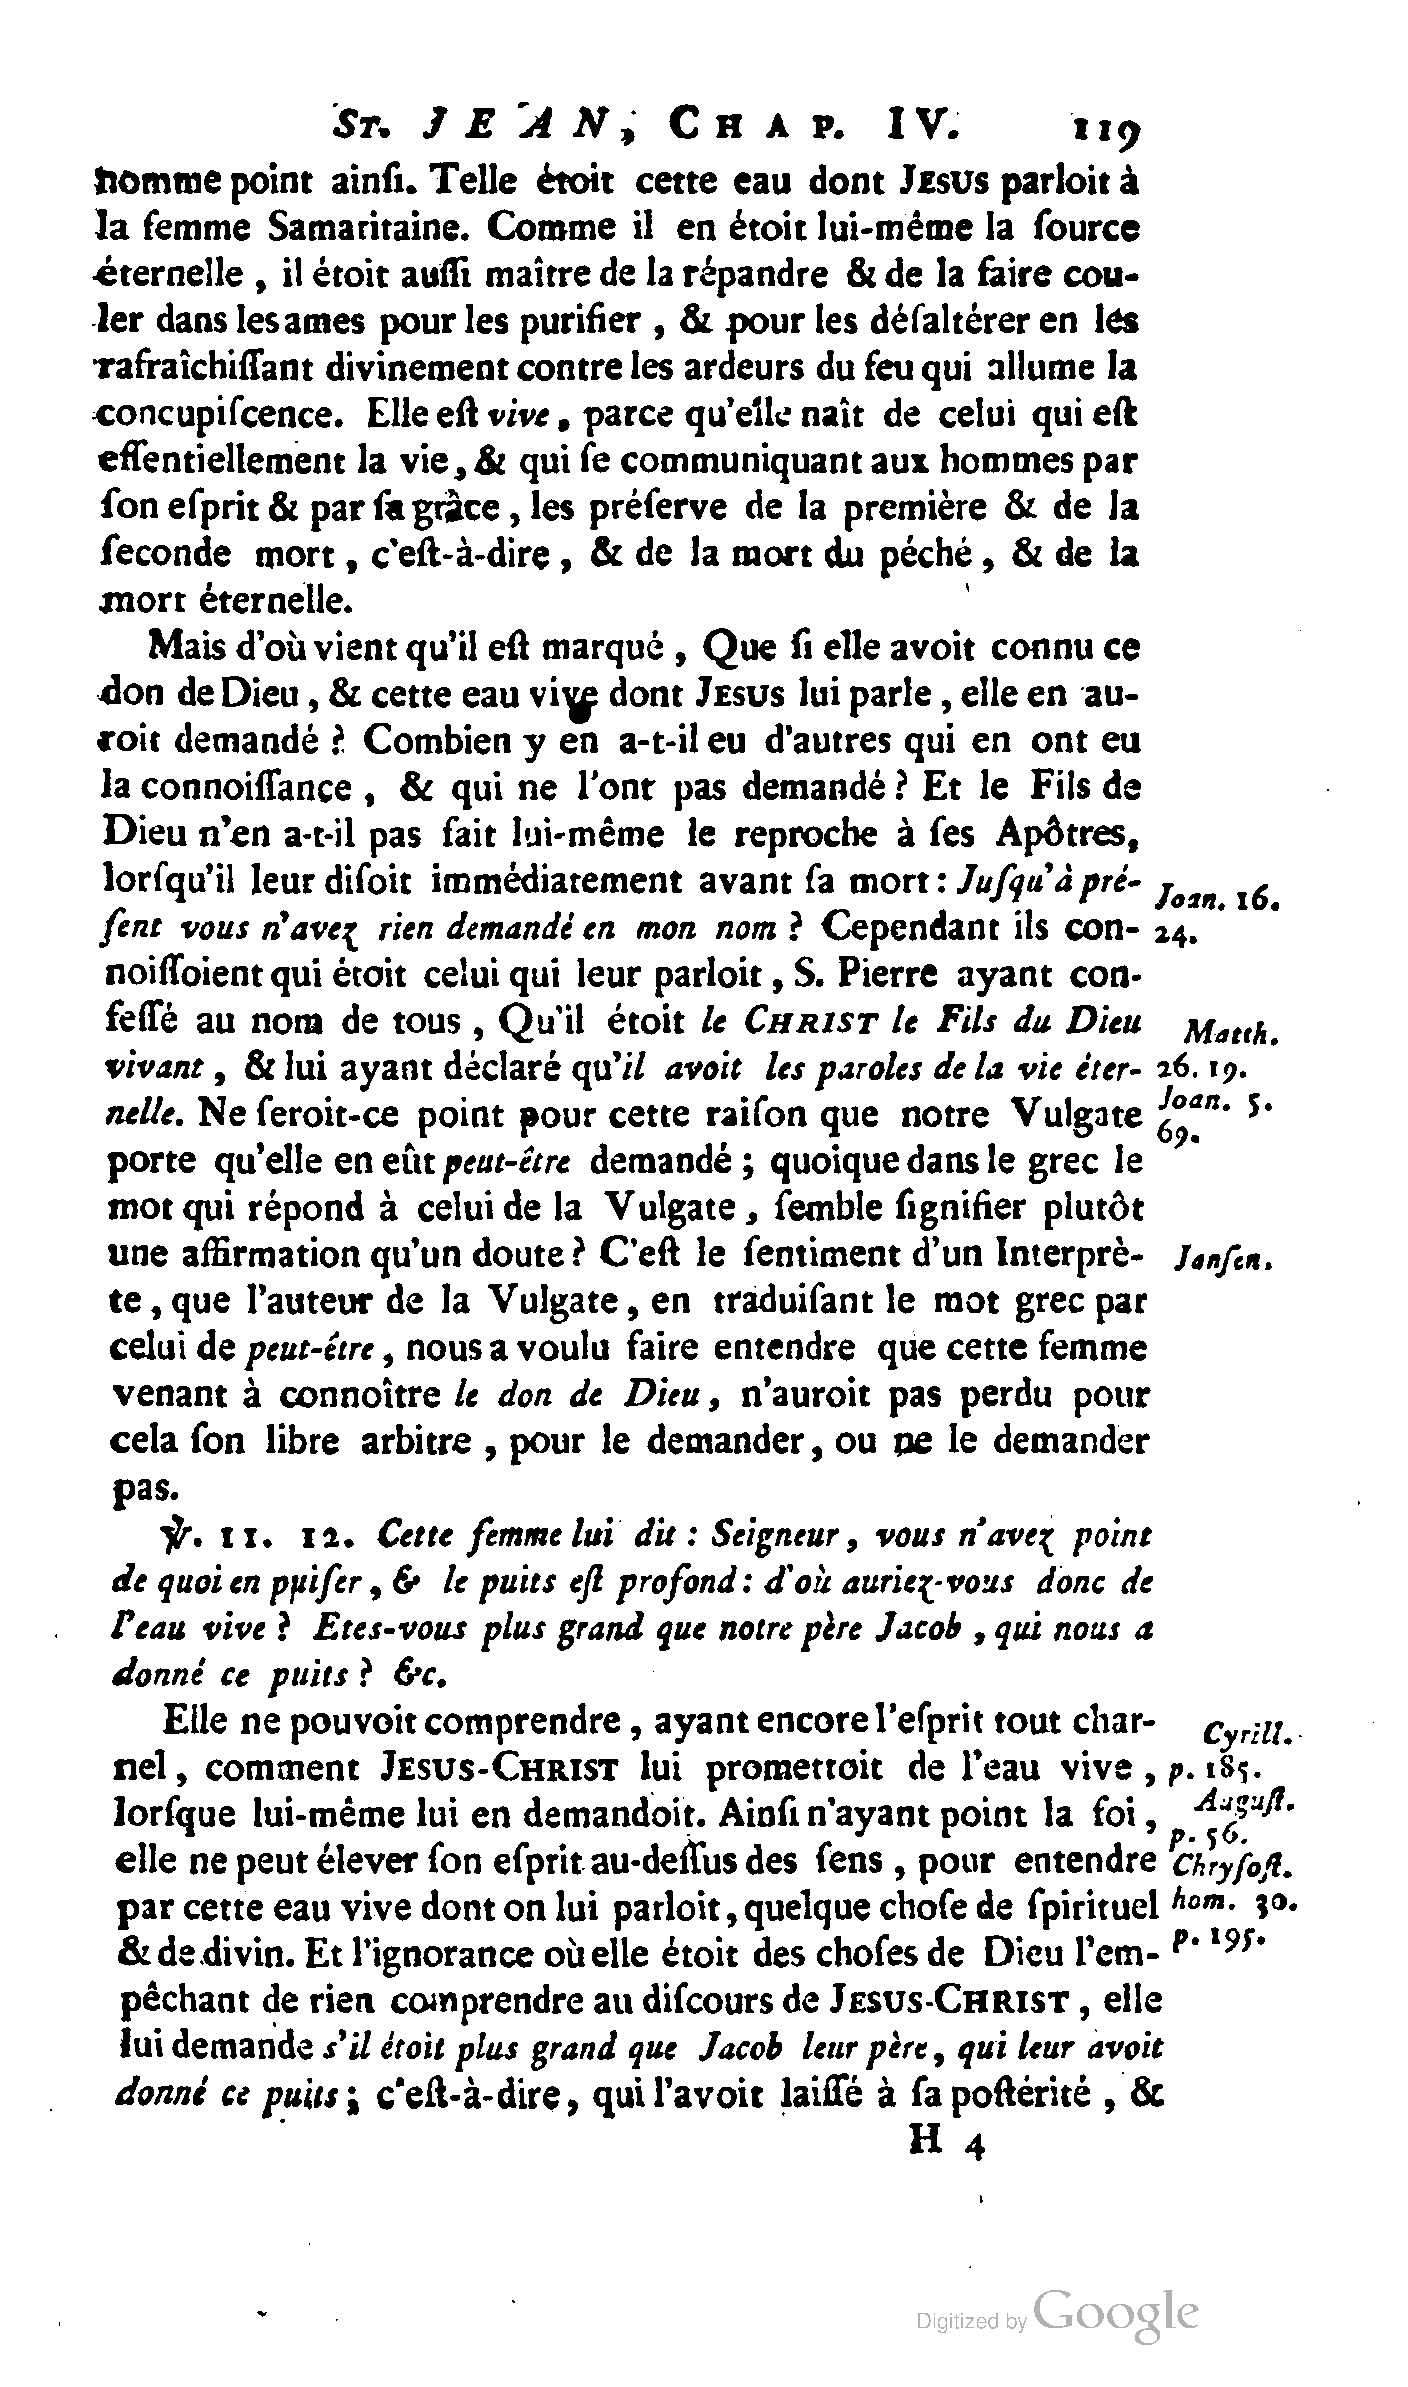 St. JEAN, CHAP. IV. 119
homme point ainſi. Telle étoit cette eau dont JESUS parloit à
la femme Samaritaine. Comme il en étoit lui-même la ſource
éternelle, il étoit auſſi maître de la répandre & de la faire cou-
ler dans les ames pour les purifier, & pour les déſaltérer en les
rafraîchiſſant divinement contre les ardeurs du feu qui allume la
concupiſcence. Elle eſt vive, parce qu'elle naît de celui qui eſt
eſſentiellement la vie, & qui ſe communiquant aux hommes par
ſon eſprit & par ſa grâce, les préſerve de la première & de la
ſeconde mort, c'eſt-à-dire, & de la mort du péché, & de la
mort éternelle.
Mais d'où vient qu'il eſt marqué, Que ſi elle avoit connu ce
don de Dieu, & cette eau vive dont JESUS lui parle, elle en au-
roit demandé ? Combien y en a-t-il eu d'autres qui en ont eu
la connoiſſance, & qui ne l'ont pas demandé ? Et le Fils de
Dieu n'en a-t-il pas fait lui-même le reproche à ſes Apôtres,
lorſqu'il leur diſoit immédiatement avant ſa mort : Juſqu'à pré- Joan. 16.
ſent vous n'avez rien demandé en mon nom ? Cependant ils con- 24.
noiſſoient qui étoit celui qui leur parloit, S. Pierre ayant con-
feſſé au nom de tous, Qu'il étoit le CHRIST le Fils du Dieu Matth.
vivant, & lui ayant déclaré qu'il avoit les paroles de la vie éter- 26. 19.
nelle. Ne ſeroit-ce point pour cette raiſon que notre Vulgate Joan. 5.
69.
porte qu'elle en eût peut-être demandé ; quoique dans le grec le
mot qui répond à celui de la Vulgate, ſemble ſignifier plutôt
une affirmation qu'un doute ? C'eſt le ſentiment d'un Interprè- Janſen.
te, que l'auteur de la Vulgate, en traduiſant le mot grec par
celui de peut-être, nous a voulu faire entendre que cette femme
venant à connoître le don de Dieu, n'auroit pas perdu pour
cela ſon libre arbitre, pour le demander, ou ne le demander
pas.
℣. 11. 12. Cette femme lui dit : Seigneur, vous n'avez point
de quoi en puiſer, & le puits eſt profond : d'où auriez-vous donc de
l'eau vive ? Etes-vous plus grand que notre père Jacob, qui nous a
donné ce puits ? &c.
Elle ne pouvoit comprendre, ayant encore l'eſprit tout char- Cyrill.
nel, comment JESUS-CHRIST lui promettoit de l'eau vive, p. 185.
lorſque lui-même lui en demandoit. Ainſi n'ayant point la foi, Auguſt.
p. 56.
elle ne peut élever ſon eſprit au-deſſus des ſens, pour entendre Chryſoſt.
par cette eau vive dont on lui parloit, quelque choſe de ſpirituel hom. 30.
& de divin. Et l'ignorance où elle étoit des choſes de Dieu l'em- p. 195.
pêchant de rien comprendre au diſcours de JESUS-CHRIST, elle
lui demande s'il étoit plus grand que Jacob leur père, qui leur avoit
donné ce puits ; c'eſt-à-dire, qui l'avoit laiſſé à ſa poſtérité, &
H 4
Digitized by Google